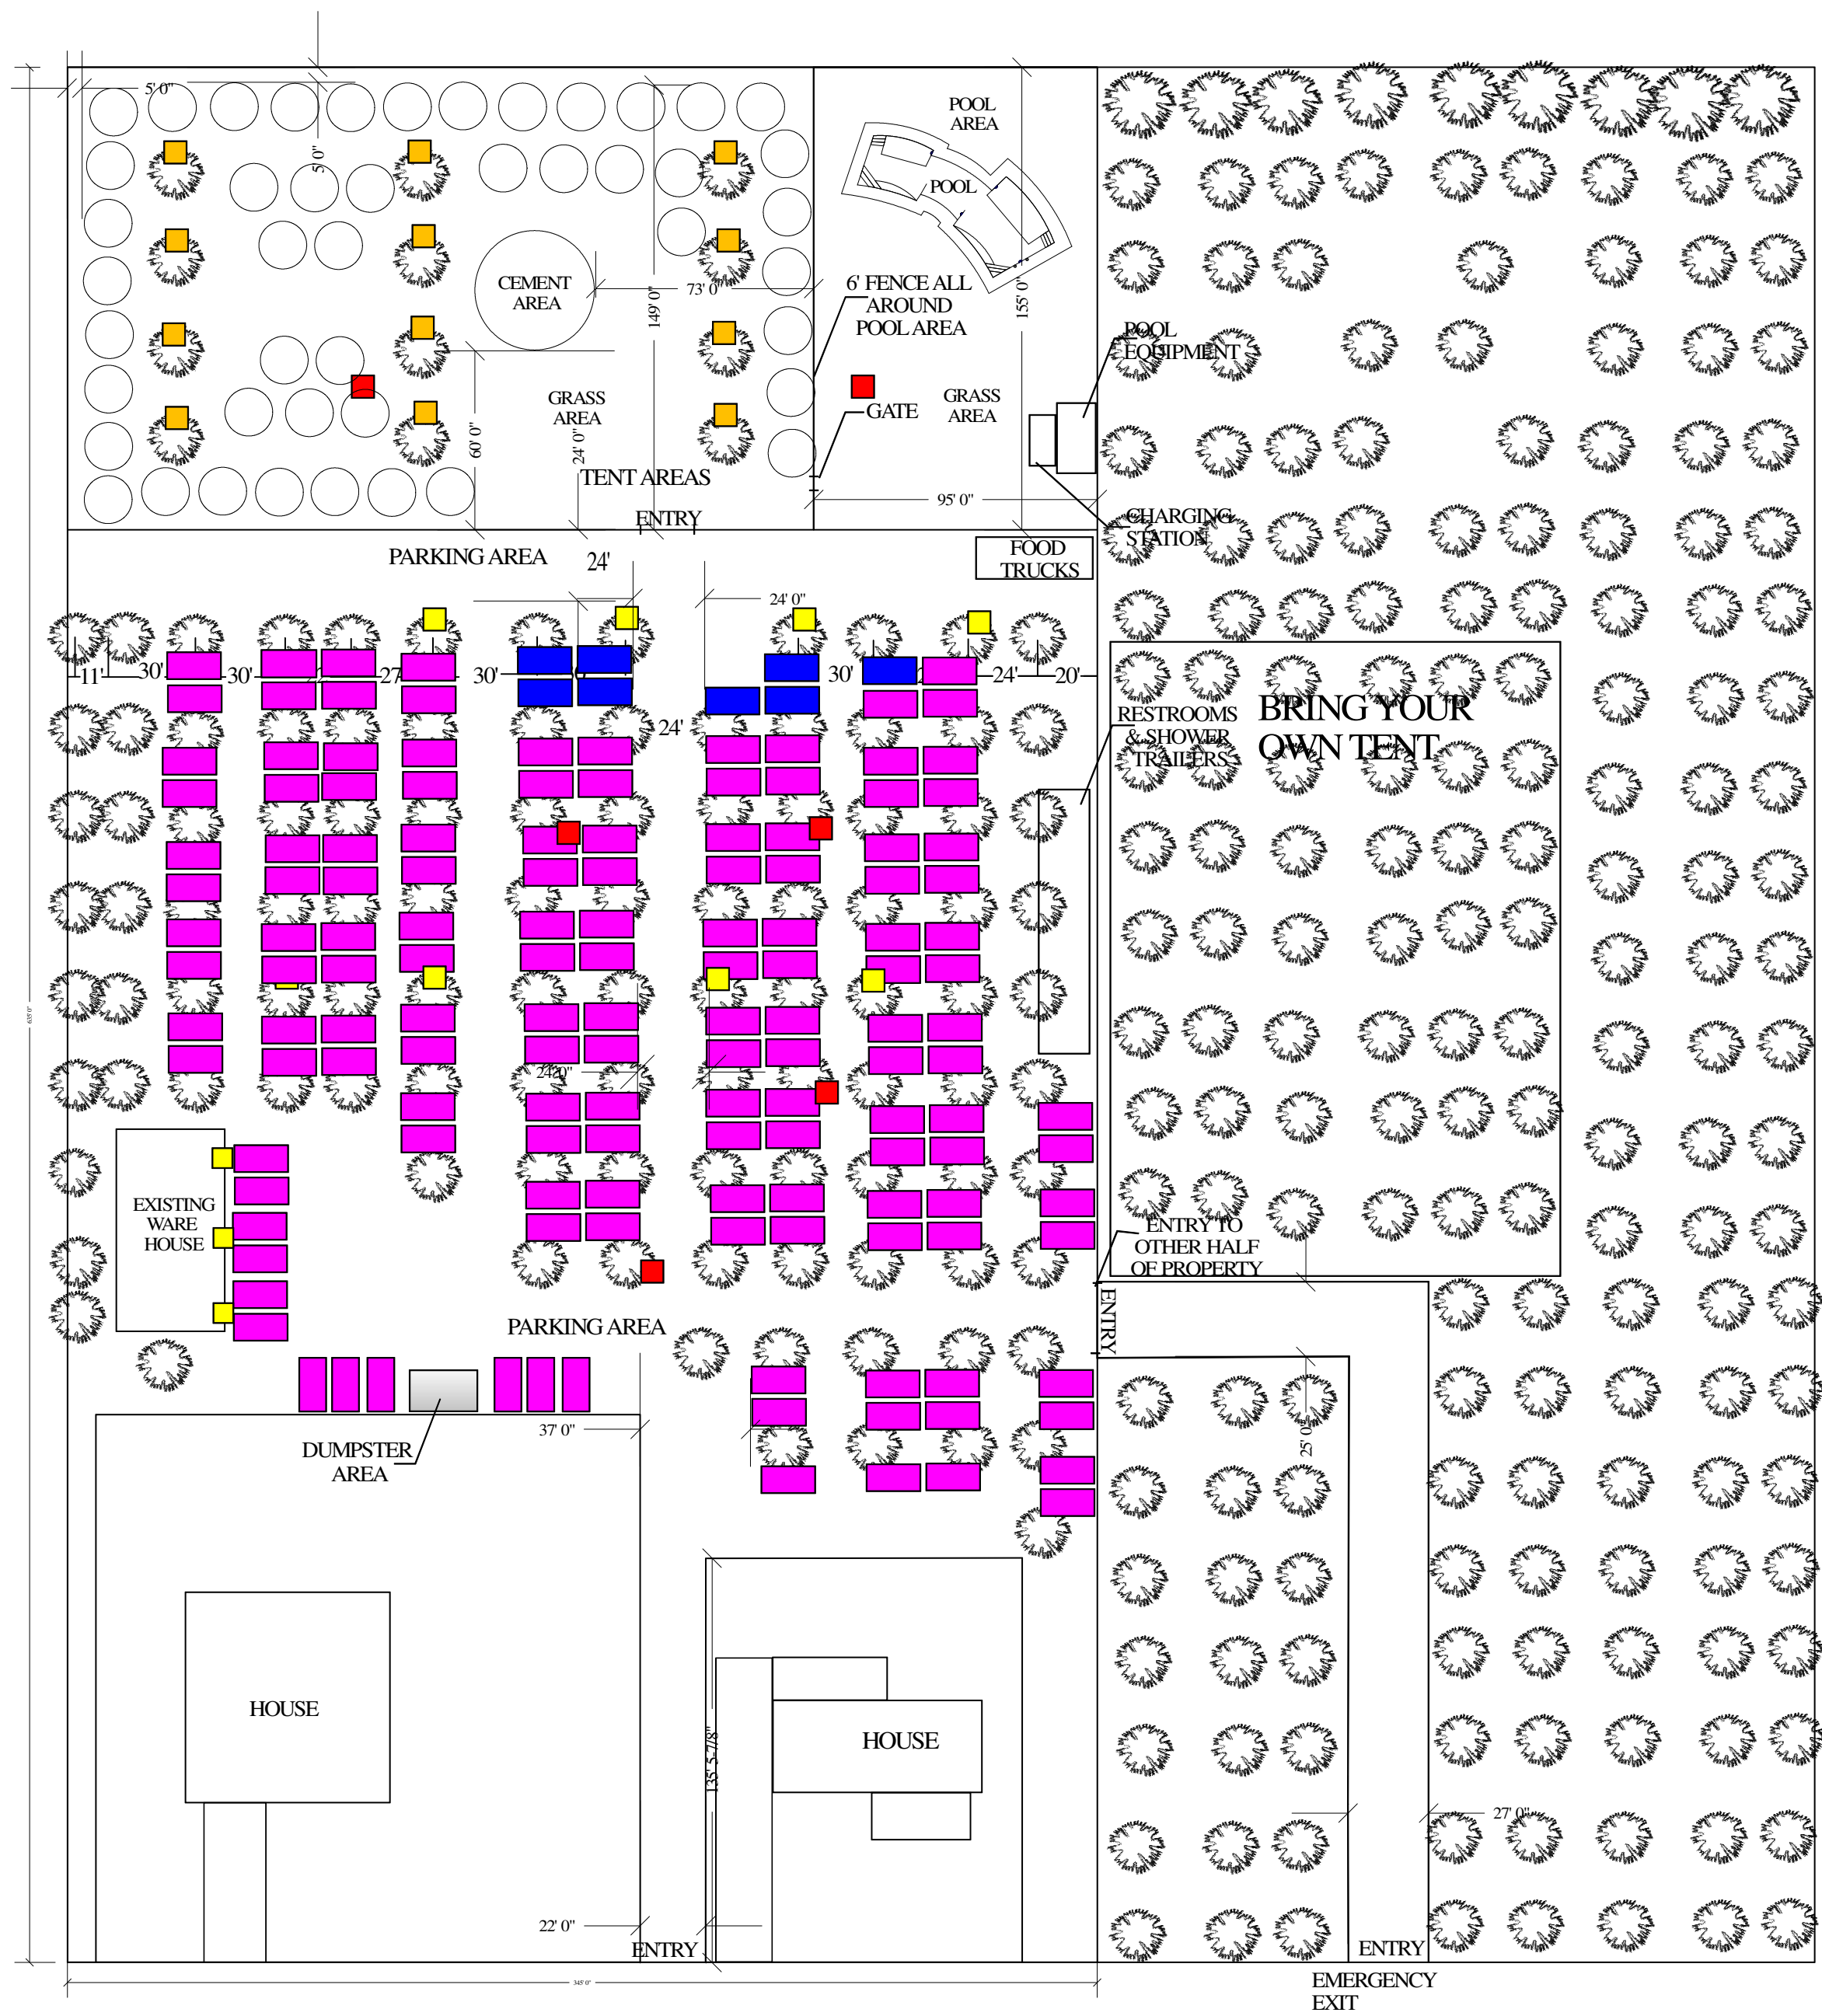 5' 0"
5' 0"
POOL
AREA
POOL
CEMENT
AREA
73' 0"
149' 0"
155' 0"
6' FENCE ALL
AROUND
POOL AREA
POOL
EQUIPMENT
GRASS
AREA
GRASS
AREA
GATE
60' 0"
24' 0"
TENT AREAS
95' 0"
ENTRY
CHARGING
STATION
PARKING AREA
24'
FOOD
TRUCKS
24' 0"
11'
30'
30'
27'
30'
30'
24'
20'
24'
RESTROOMS
& SHOWER
TRAILERS
BRING YOUR
OWN TENT
635' 0"
24' 0"
EXISTING
WARE
HOUSE
ENTRY TO
OTHER HALF
OF PROPERTY
ENTRY
PARKING AREA
37' 0"
25' 0"
DUMPSTER
AREA
HOUSE
HOUSE
135' 5-7/8"
27' 0"
22' 0"
ENTRY
ENTRY
345' 0"
EMERGENCY
EXIT